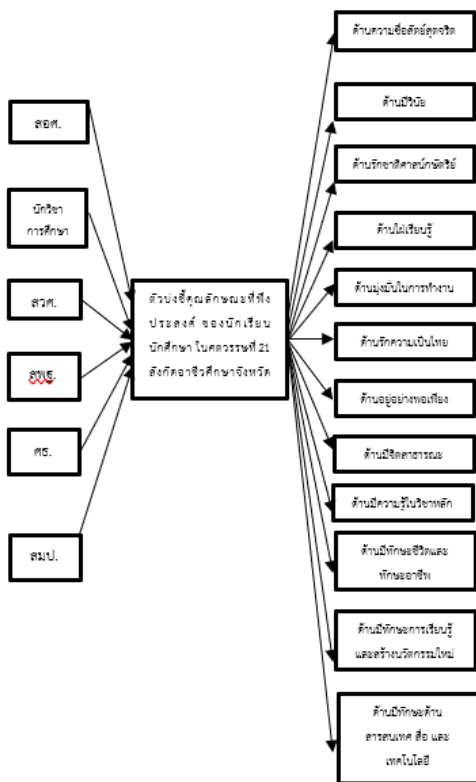 สอศ.
นักวิชา
การศึกษา
สวศ.
สพฐ.
ศธ.
สมป.
ตัวบ่งชี้คุณลักษณะที่พึง
ประสงค์ ของนักเรียน
นักศึกษา ในศตวรรษที่ 21
สังกัดอาชีวศึกษาจังหวัด
ด้านความซื่อสัตย์สุตจริต
ด้านมีวินัย
ด้านรักชาติศาสน์กษัตริย์
ด้านใฝ่เรียนรู้
ด้านมุ่งมั่นในการทำงาน
ด้านรักความเป็นไทย
ด้านอยู่อย่างพอเพียง
ด้านมีจิตสาธารณะ
ด้านมีความรู้ในวิชาหลัก
ด้านมีทักษะชีวิตและ
ทักษะอาชีพ
ด้านมีทักษะการเรียนรู้
และสร้างนวัตกรรมใหม่
ด้านมีทักษะด้าน
สารสนเทศ สื่อ และ
เทคโนโลยี